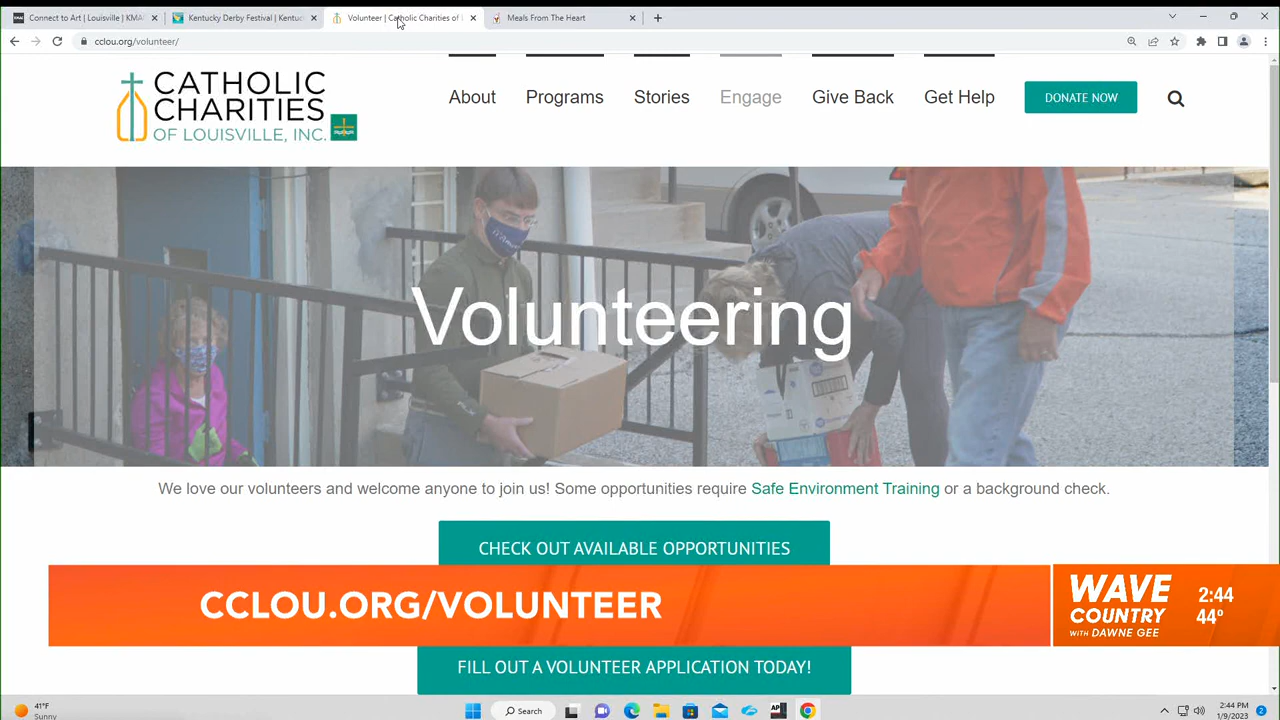 Connect to Art | Louisville | KMA
Kentucky Derby Festival | Kentuc
Volunteer | Catholic Charities of
Meals From The Heart
cclou.org/volunteer/
CATHOLIC
CHARITIES
OF LOUISVILLE, INC.
About
Programs
Stories
Engage
Give Back
Get Help
DONATE NOW
Volunteering
We love our volunteers and welcome anyone to join us! Some opportunities require Safe Environment Training or a background check.
CHECK OUT AVAILABLE OPPORTUNITIES
CCLOU.ORG/VOLUNTEER
WAVE
COUNTRY
WITH DAWNE GEE
2:44
44°
FILL OUT A VOLUNTEER APPLICATION TODAY!
41°F
Sunny
Search
2:44 PM
1/9/2023